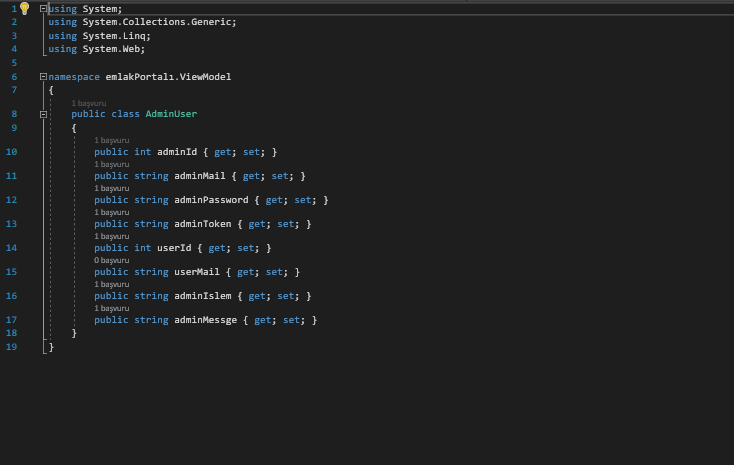 1 using System;
2 using System.Collections.Generic;
3 using System.Linq;
4 using System.Web;
5
6 namespace emlakPortalı.ViewModel
7 {
1 başvuru
8 public class AdminUser
9 {
1 başvuru
10 public int adminId { get; set; }
1 başvuru
11 public string adminMail { get; set; }
1 başvuru
12 public string adminPassword { get; set; }
1 başvuru
13 public string adminToken { get; set; }
1 başvuru
14 public int userId { get; set; }
0 başvuru
15 public string userMail { get; set; }
1 başvuru
16 public string adminIslem { get; set; }
1 başvuru
17 public string adminMessge { get; set; }
18 }
19 }